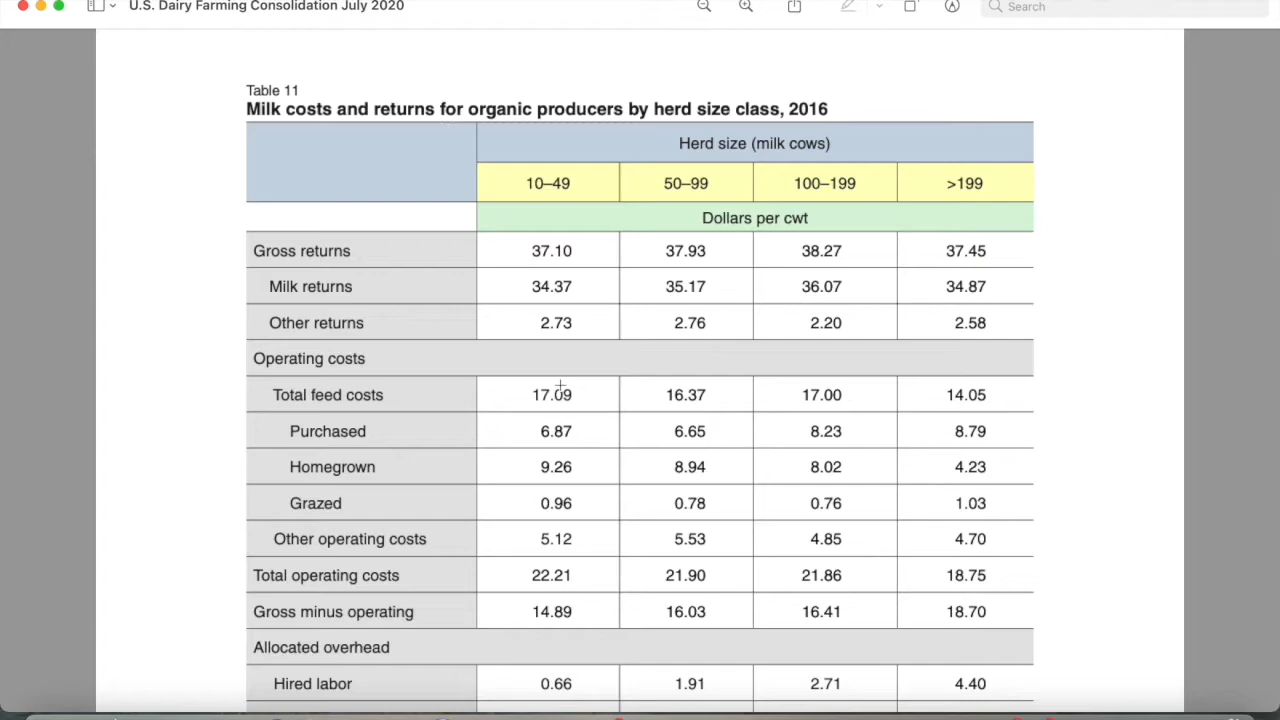 U.S. Dairy Farming Consolidation July 2020
Search
Table 11
Milk costs and returns for organic producers by herd size class, 2016
Herd size (milk cows)
10–49 50–99 100–199 >199
Dollars per cwt
Gross returns 37.10 37.93 38.27 37.45
Milk returns 34.37 35.17 36.07 34.87
Other returns 2.73 2.76 2.20 2.58
Operating costs
Total feed costs 17.09 16.37 17.00 14.05
Purchased 6.87 6.65 8.23 8.79
Homegrown 9.26 8.94 8.02 4.23
Grazed 0.96 0.78 0.76 1.03
Other operating costs 5.12 5.53 4.85 4.70
Total operating costs 22.21 21.90 21.86 18.75
Gross minus operating 14.89 16.03 16.41 18.70
Allocated overhead
Hired labor 0.66 1.91 2.71 4.40